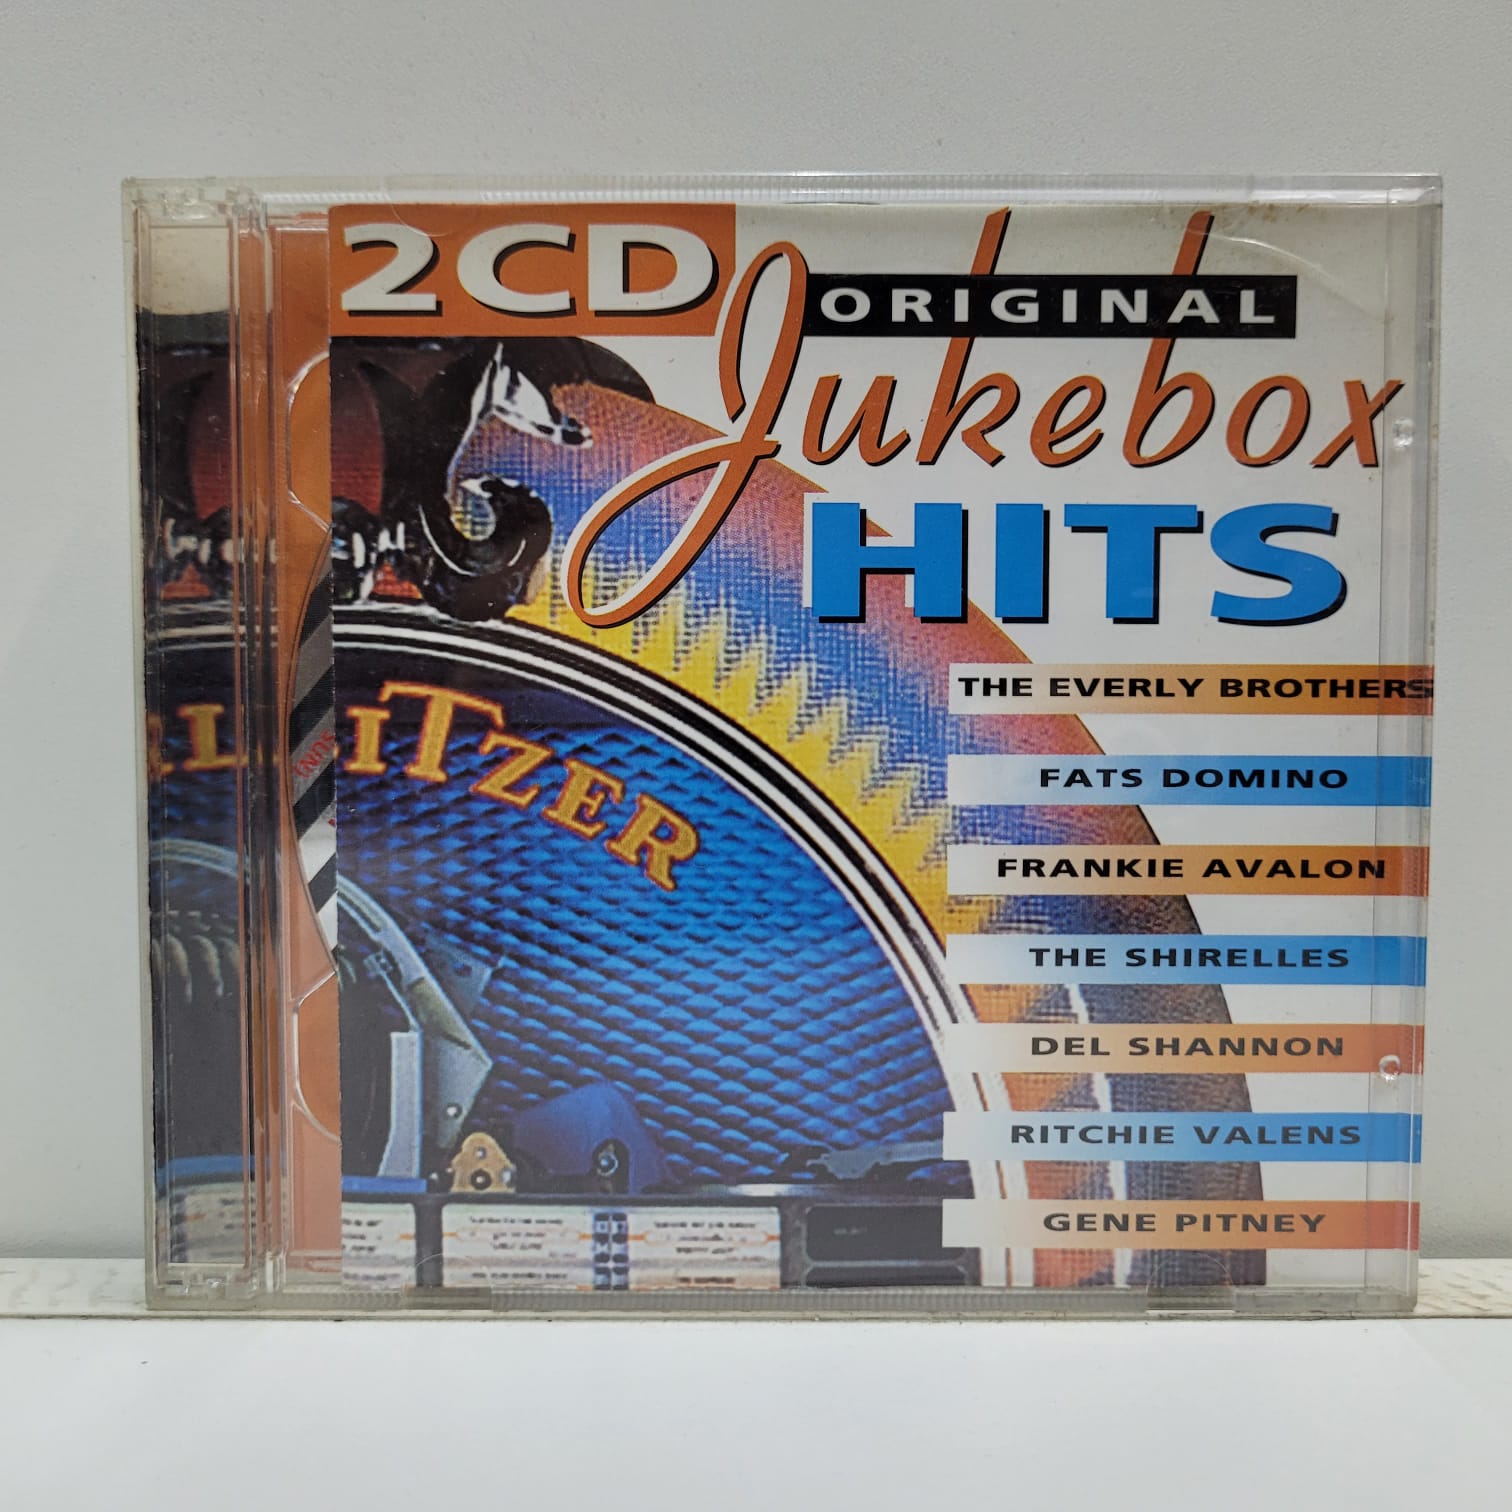 2CD
ORIGINAL
Jukebox
HITS
THE EVERLY BROTHERS
FATS DOMINO
FRANKIE AVALON
THE SHIRELLES
DEL SHANNON
RITCHIE VALENS
GENE PITNEY